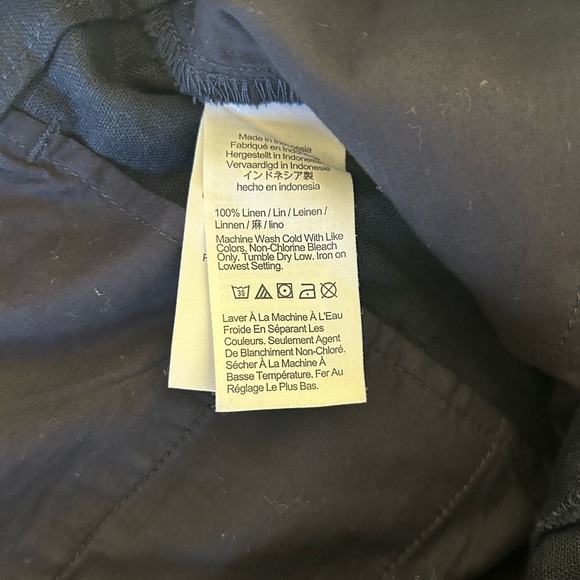 Made in Indonesia
Fabriqué en Indonesia
Hergestellt in Indonesien
Vervaardigd in Indonesie
インドネシア製
hecho en indonesia
100% Linen / Lin / Leinen /
Linnen / 麻 / lino
Machine Wash Cold With Like
Colors. Non-Chlorine Bleach
Only. Tumble Dry Low. Iron on
Lowest Setting.
30
Laver À La Machine À L'Eau
Froide En Séparant Les
Couleurs. Seulement Agent
De Blanchiment Non-Chloré.
Sécher À La Machine À
Basse Température. Fer Au
Réglage Le Plus Bas.